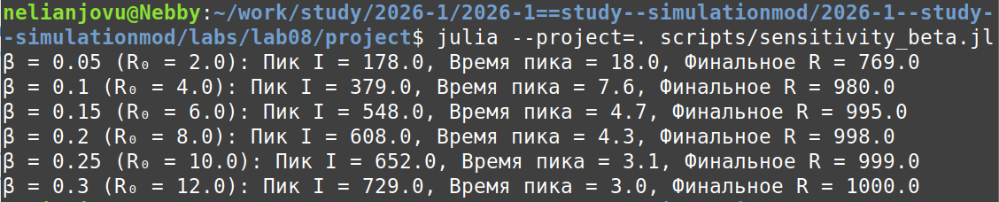 nelianjovu@Nebby:~/work/study/2026-1/2026-1==study--simulationmod/2026-1--study-
-simulationmod/labs/lab08/project$ julia --project=. scripts/sensitivity_beta.jl
β = 0.05 (R₀ = 2.0): Пик I = 178.0, Время пика = 18.0, Финальное R = 769.0
β = 0.1 (R₀ = 4.0): Пик I = 379.0, Время пика = 7.6, Финальное R = 980.0
β = 0.15 (R₀ = 6.0): Пик I = 548.0, Время пика = 4.7, Финальное R = 995.0
β = 0.2 (R₀ = 8.0): Пик I = 608.0, Время пика = 4.3, Финальное R = 998.0
β = 0.25 (R₀ = 10.0): Пик I = 652.0, Время пика = 3.1, Финальное R = 999.0
β = 0.3 (R₀ = 12.0): Пик I = 729.0, Время пика = 3.0, Финальное R = 1000.0